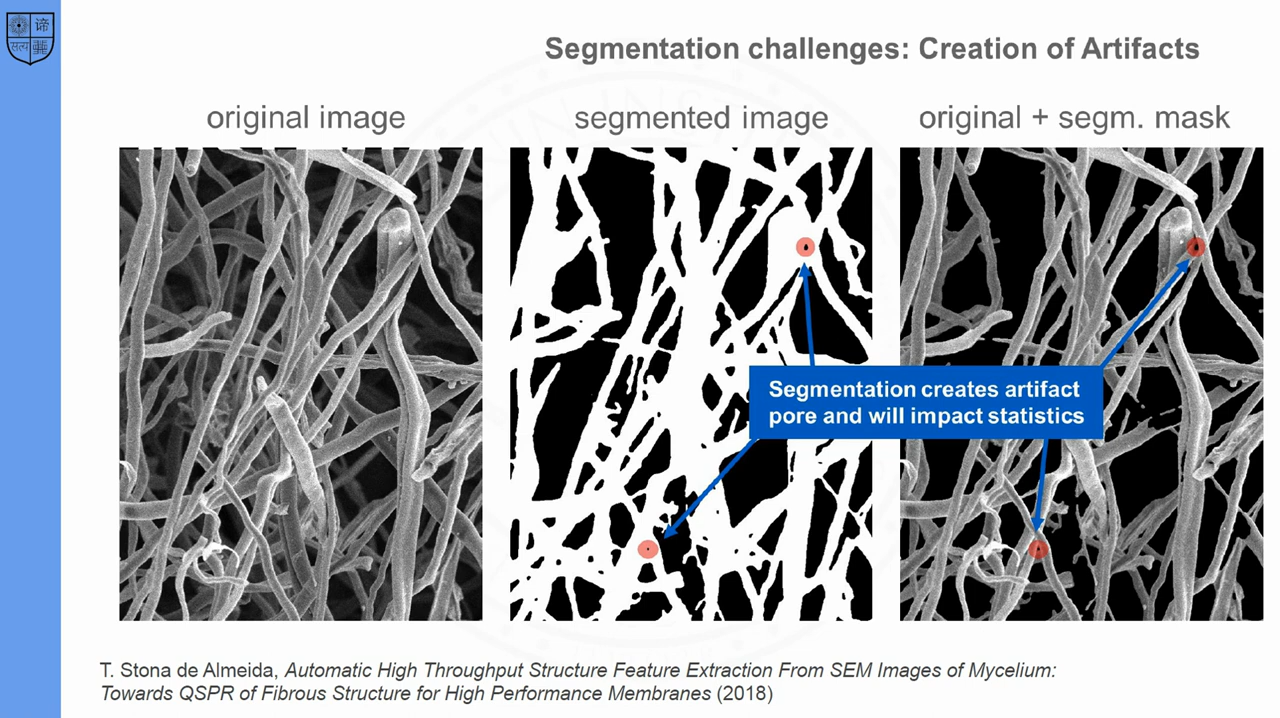 Segmentation challenges: Creation of Artifacts
original image
segmented image
original + segm. mask
Segmentation creates artifact
pore and will impact statistics
T. Stona de Almeida, Automatic High Throughput Structure Feature Extraction From SEM Images of Mycelium:
Towards QSPR of Fibrous Structure for High Performance Membranes (2018)